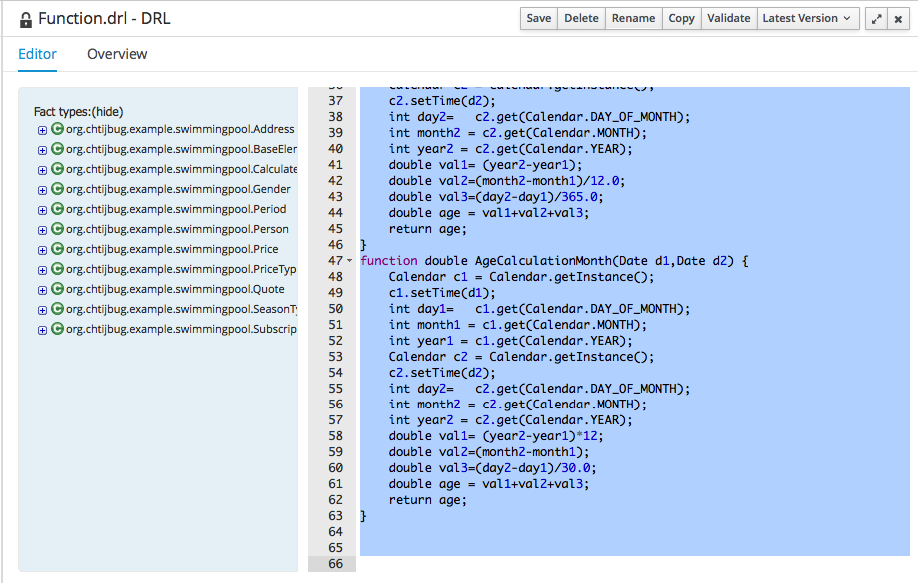 Function.drl - DRL
Save Delete Rename Copy Validate Latest Version
Editor Overview
Fact types:(hide)
org.chtijbug.example.swimmingpool.Address
org.chtijbug.example.swimmingpool.BaseEler
org.chtijbug.example.swimmingpool.Calculate
org.chtijbug.example.swimmingpool.Gender
org.chtijbug.example.swimmingpool.Period
org.chtijbug.example.swimmingpool.Person
org.chtijbug.example.swimmingpool.Price
org.chtijbug.example.swimmingpool.PriceTyp
org.chtijbug.example.swimmingpool.Quote
org.chtijbug.example.swimmingpool.SeasonTy
org.chtijbug.example.swimmingpool.Subscrip
36 Calendar c2 = Calendar.getInstance();
37 c2.setTime(d2);
38 int day2= c2.get(Calendar.DAY_OF_MONTH);
39 int month2 = c2.get(Calendar.MONTH);
40 int year2 = c2.get(Calendar.YEAR);
41 double val1= (year2-year1);
42 double val2=(month2-month1)/12.0;
43 double val3=(day2-day1)/365.0;
44 double age = val1+val2+val3;
45 return age;
46 }
47 function double AgeCalculationMonth(Date d1,Date d2) {
48 Calendar c1 = Calendar.getInstance();
49 c1.setTime(d1);
50 int day1= c1.get(Calendar.DAY_OF_MONTH);
51 int month1 = c1.get(Calendar.MONTH);
52 int year1 = c1.get(Calendar.YEAR);
53 Calendar c2 = Calendar.getInstance();
54 c2.setTime(d2);
55 int day2= c2.get(Calendar.DAY_OF_MONTH);
56 int month2 = c2.get(Calendar.MONTH);
57 int year2 = c2.get(Calendar.YEAR);
58 double val1= (year2-year1)*12;
59 double val2=(month2-month1);
60 double val3=(day2-day1)/30.0;
61 double age = val1+val2+val3;
62 return age;
63 }
64
65
66